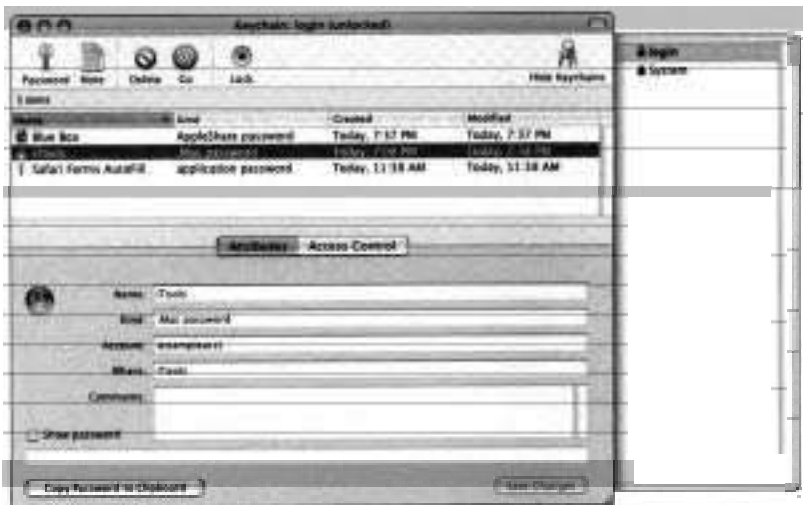 Keychain: login (unlocked)
Password Note Delete Go Lock Hide Keychains
login
System
3 items
Name Kind Created Modified
Blue Box AppleShare password Today, 7:37 PM Today, 7:37 PM
iTools .Mac password Today,
Safari Forms AutoFill application password Today, 11:38 AM Today, 11:38 AM
Attributes Access Control
Name: iTools
Kind: .Mac password
Account:
Where: iTools
Comments:
Show password
Copy Password to Clipboard Save Changes